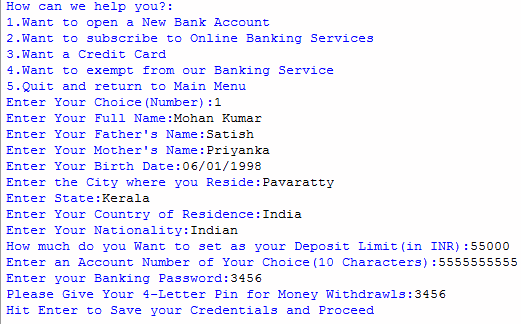 How can we help you?:
1.Want to open a New Bank Account
2.Want to subscribe to Online Banking Services
3.Want a Credit Card
4.Want to exempt from our Banking Service
5.Quit and return to Main Menu
Enter Your Choice(Number):1
Enter Your Full Name:Mohan Kumar
Enter Your Father's Name:Satish
Enter Your Mother's Name:Priyanka
Enter Your Birth Date:06/01/1998
Enter the City where you Reside:Pavaratty
Enter State:Kerala
Enter Your Country of Residence:India
Enter Your Nationality:Indian
How much do you Want to set as your Deposit Limit(in INR):55000
Enter an Account Number of Your Choice(10 Characters):5555555555
Enter your Banking Password:3456
Please Give Your 4-Letter Pin for Money Withdrawls:3456
Hit Enter to Save your Credentials and Proceed